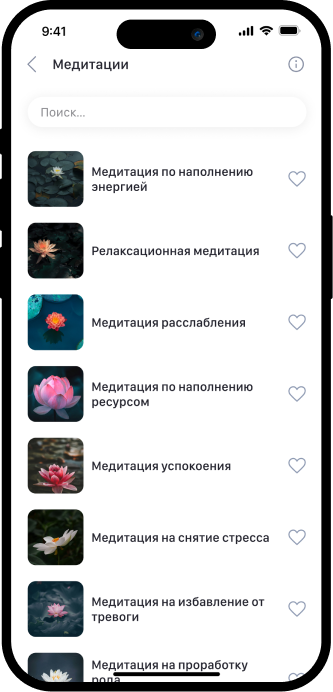 9:41
Медитации
Поиск...
Медитация по наполнению
энергией
Релаксационная медитация
Медитация расслабления
Медитация по наполнению
ресурсом
Медитация успокоения
Медитация на снятие стресса
Медитация на избавление от
тревоги
Медитация на проработку
рода